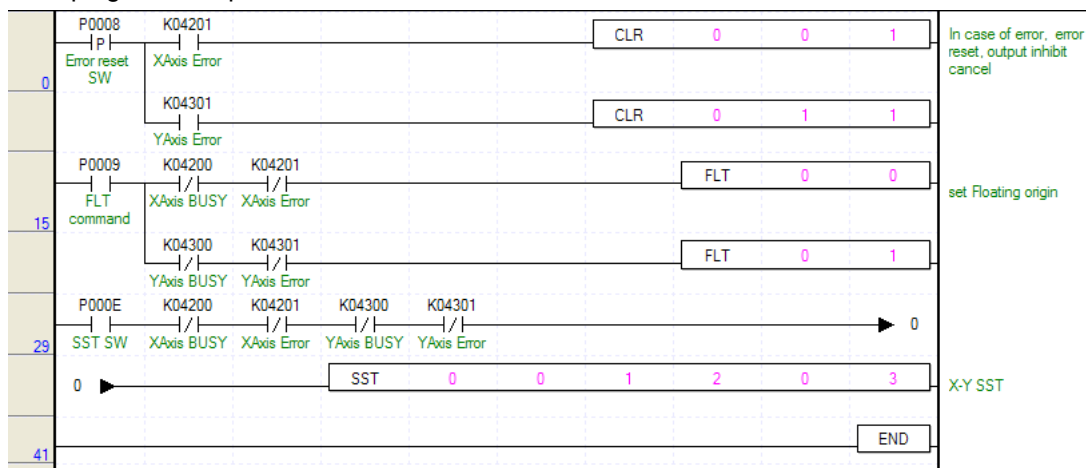 P0008 K04201
P CLR 0 0 1
Error reset SW XAxis Error
In case of error, error reset, output inhibit cancel
0
K04301
CLR 0 1 1
YAxis Error
P0009 K04200 K04201
FLT 0 0
FLT command XAxis BUSY XAxis Error
set Floating origin
15
K04300 K04301
FLT 0 1
YAxis BUSY YAxis Error
P000E K04200 K04201 K04300 K04301
0
SST SW XAxis BUSY XAxis Error YAxis BUSY YAxis Error
29
0 SST 0 0 1 2 0 3 X-Y SST
END
41